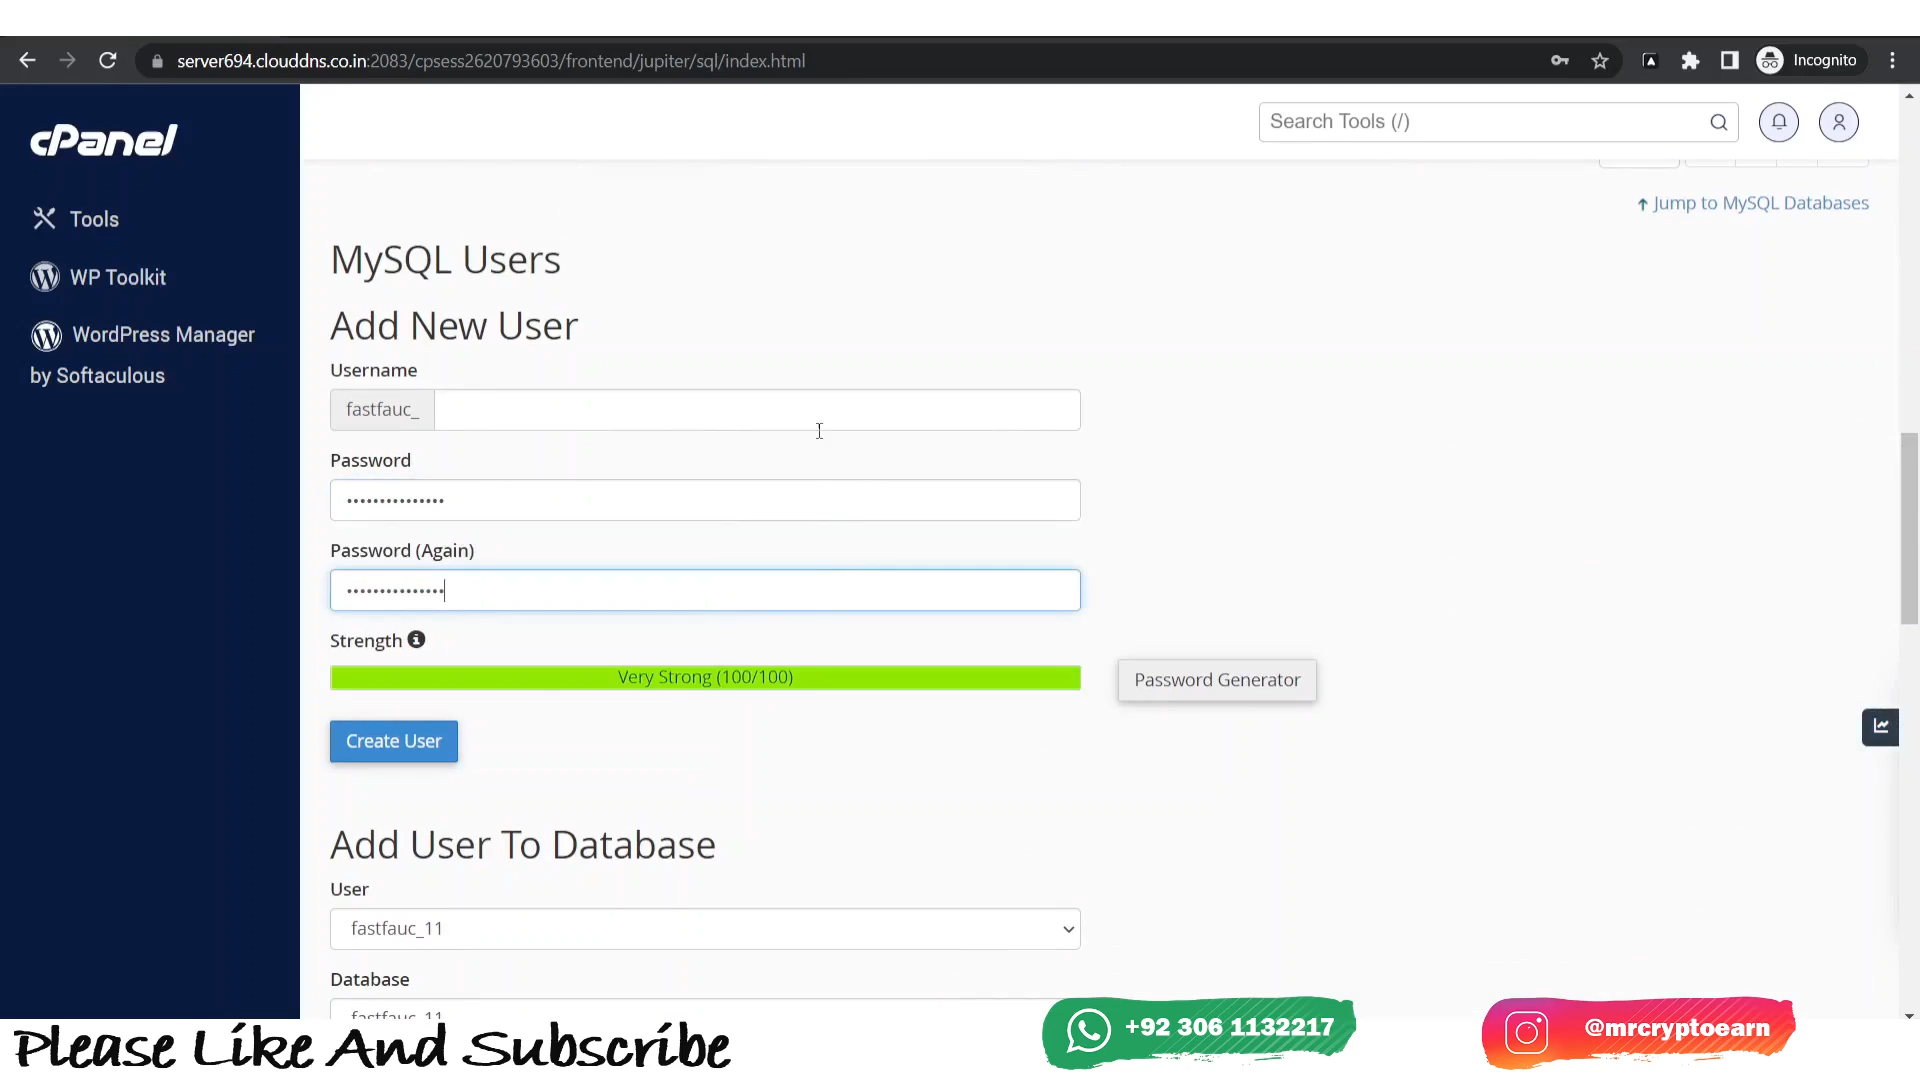 server694.clouddns.co.in:2083/cpsess2620793603/frontend/jupiter/sql/index.html
Incognito
cPanel
Search Tools (/)
Tools
WP Toolkit
WordPress Manager
by Softaculous
Jump to MySQL Databases
MySQL Users
Add New User
Username
fastfauc_
Password
•••••••••••••••
Password (Again)
•••••••••••••••
Strength
Very Strong (100/100)
Password Generator
Create User
Add User To Database
User
fastfauc_11
Database
fastfauc_11
Please Like And Subscribe
+92 306 1132217
@mrcryptoearn